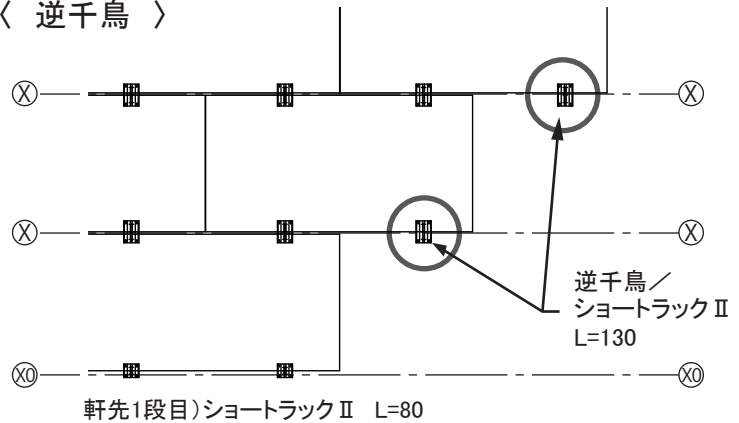 〈 逆千鳥 〉
X X
X X
逆千鳥／
ショートラックⅡ
L=130
X0 X0
軒先1段目）ショートラックⅡ L=80